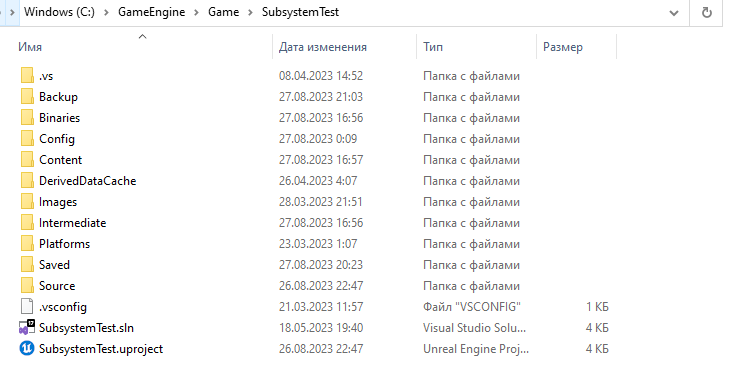 Windows (C:) > GameEngine > Game > SubsystemTest
Имя Дата изменения Тип Размер
.vs 08.04.2023 14:52 Папка с файлами
Backup 27.08.2023 21:03 Папка с файлами
Binaries 27.08.2023 16:56 Папка с файлами
Config 27.08.2023 0:09 Папка с файлами
Content 27.08.2023 16:57 Папка с файлами
DerivedDataCache 26.04.2023 4:07 Папка с файлами
Images 28.03.2023 21:51 Папка с файлами
Intermediate 27.08.2023 16:56 Папка с файлами
Platforms 23.03.2023 1:07 Папка с файлами
Saved 27.08.2023 20:23 Папка с файлами
Source 26.08.2023 22:47 Папка с файлами
.vsconfig 21.03.2023 11:57 Файл "VSCONFIG" 1 КБ
SubsystemTest.sln 18.05.2023 19:40 Visual Studio Solu... 4 КБ
SubsystemTest.uproject 26.08.2023 22:47 Unreal Engine Proj... 4 КБ